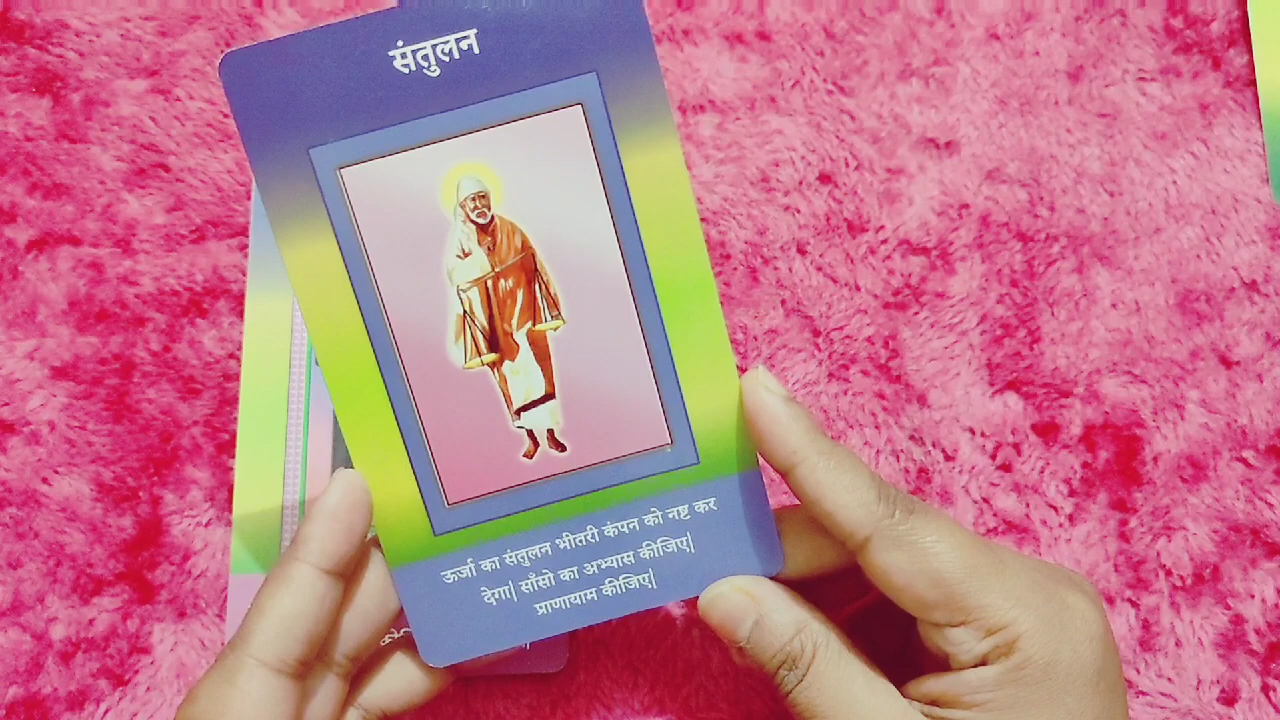 संतुलन
ऊर्जा का संतुलन भीतरी कंपन को नष्ट कर
देगा| साँसो का अभ्यास कीजिए|
प्राणायाम कीजिए|